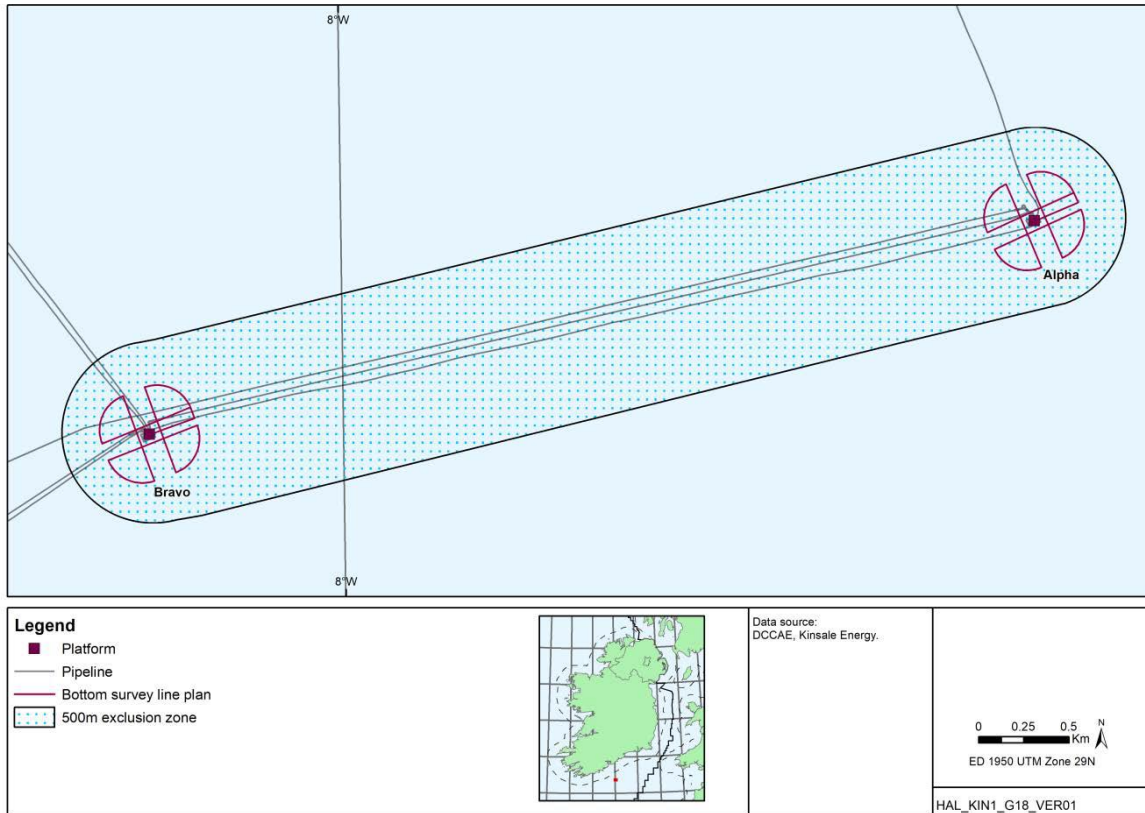 8°W
Alpha
Bravo
8°W
Legend
Platform
Pipeline
Bottom survey line plan
500m exclusion zone
Data source:
DCCAE, Kinsale Energy.
0 0.25 0.5
Km
N
ED 1950 UTM Zone 29N
HAL_KIN1_G18_VER01